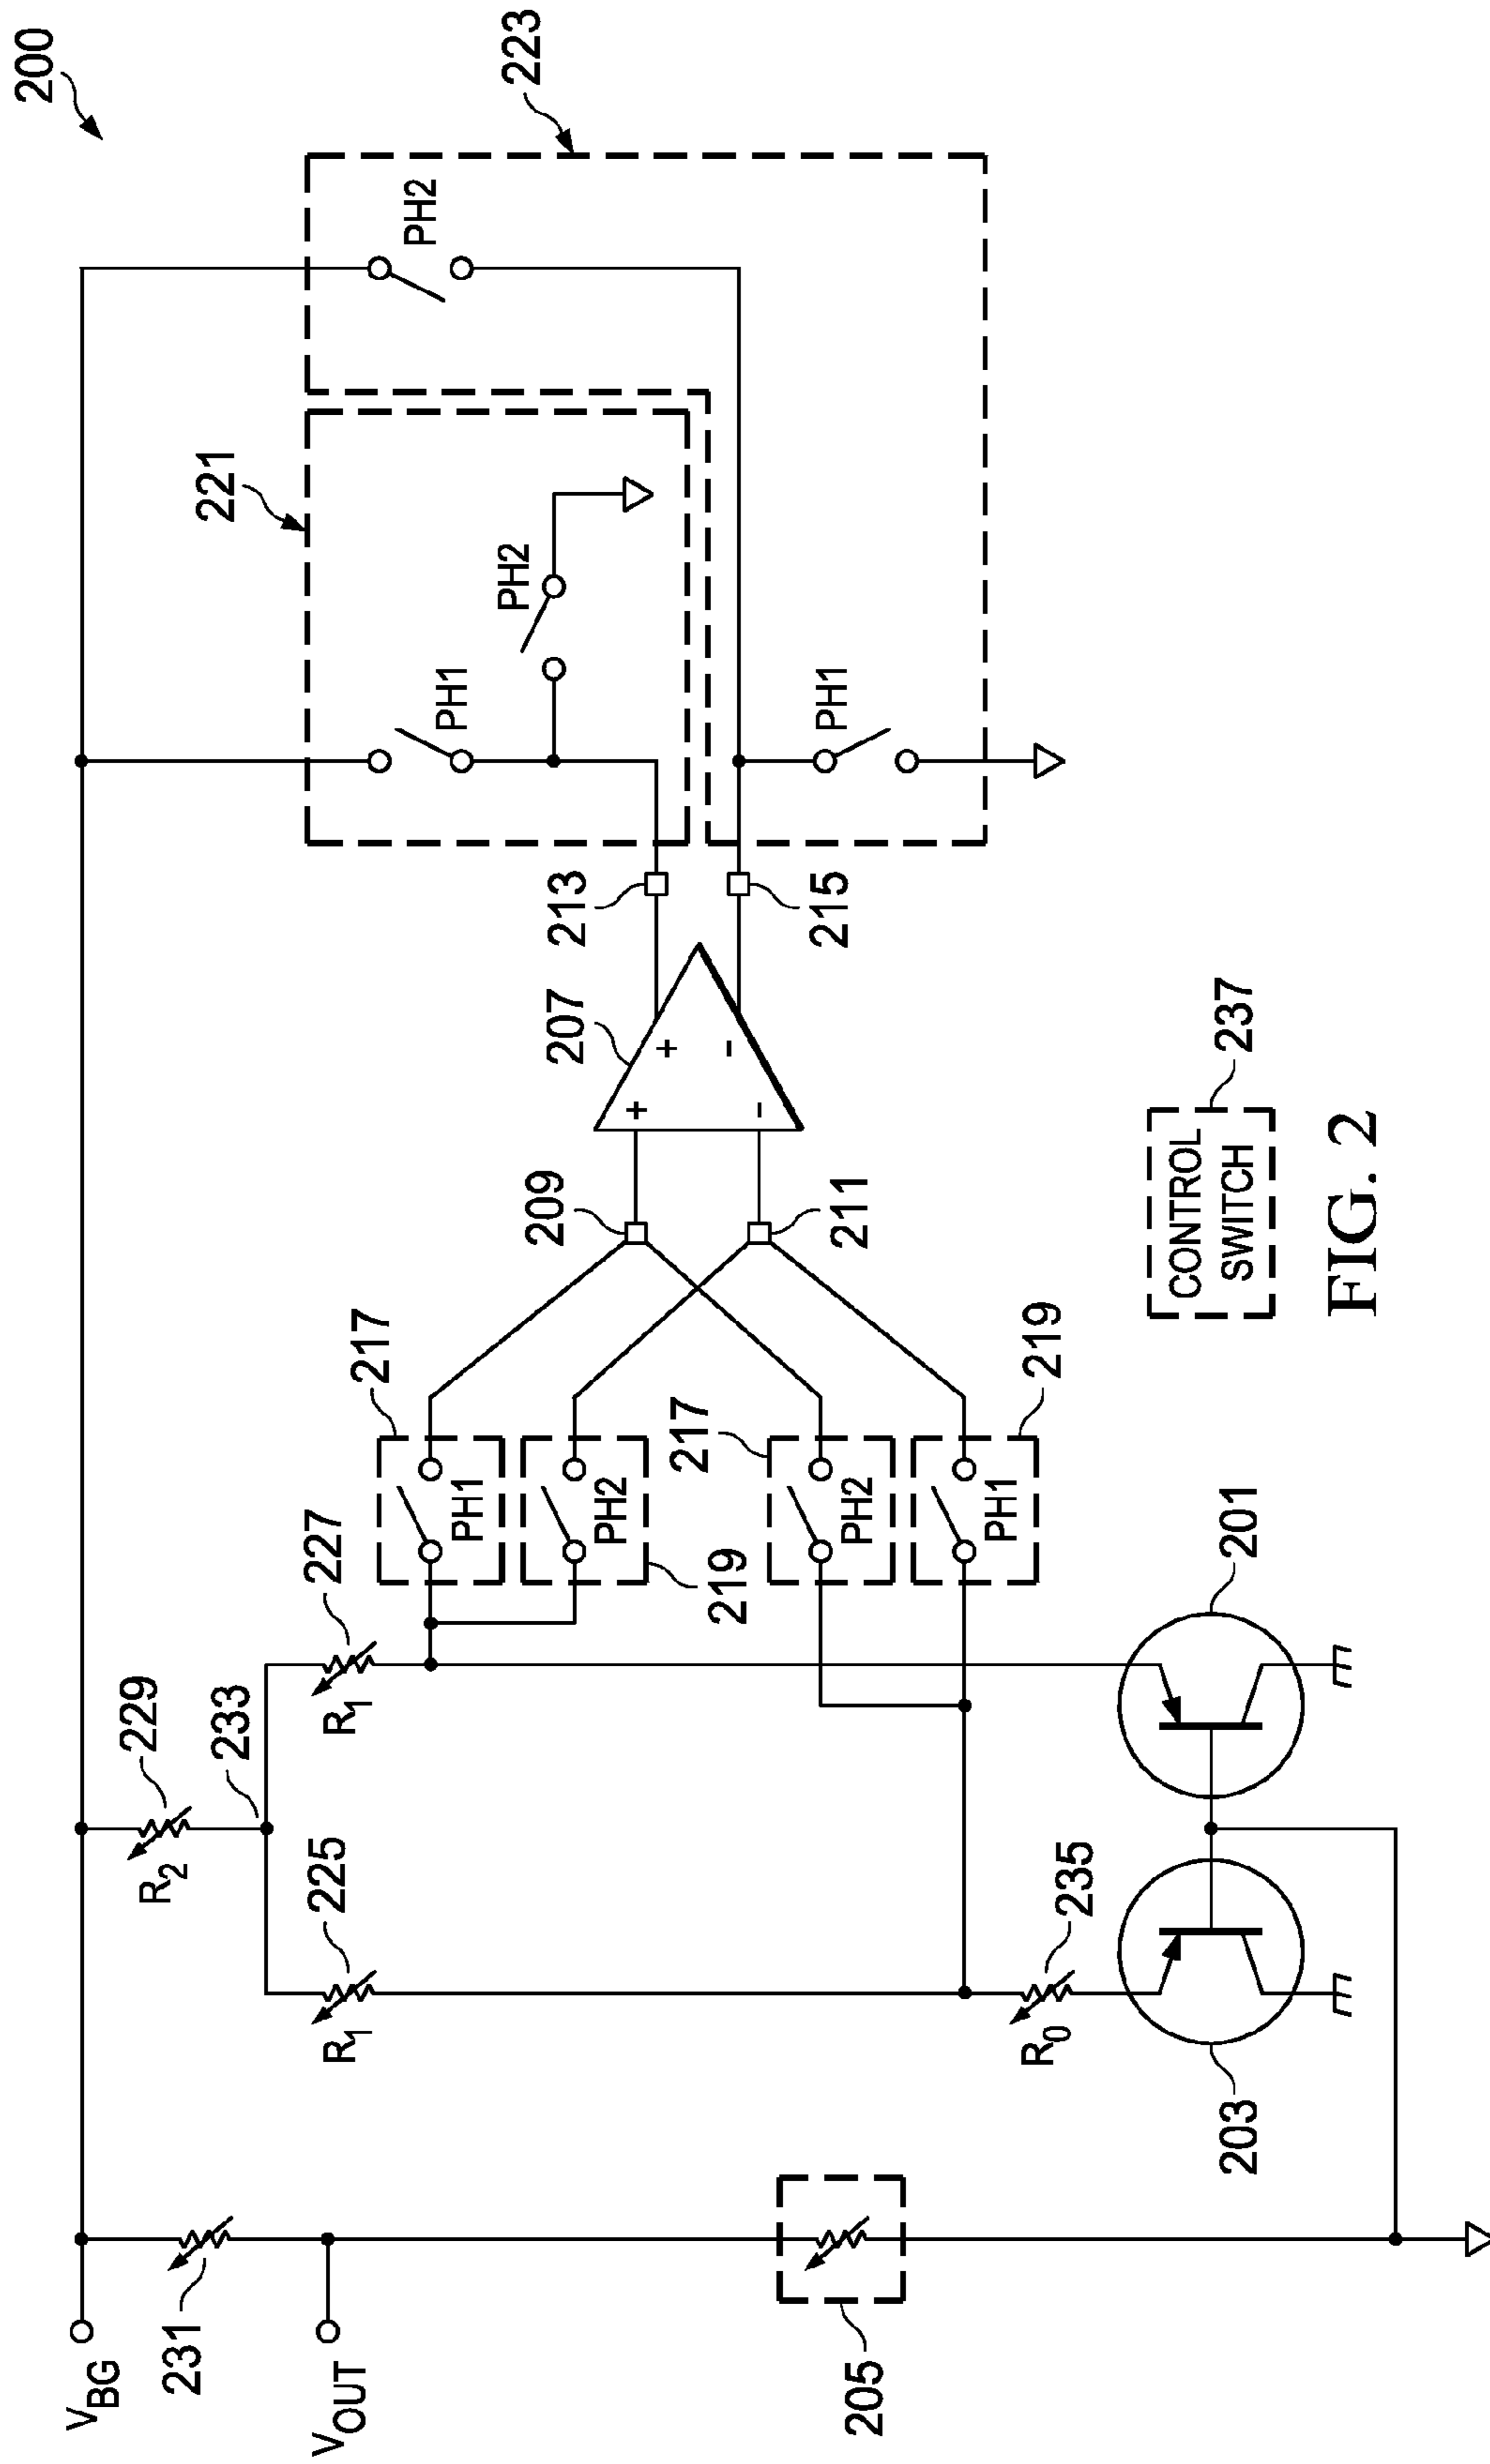 200
223
PH2
221
PH2
PH1
PH1
213
215
207
+
+
-
-
209
211
237
CONTROL
SWITCH
217
PH1
219
PH2
217
PH2
219
PH1
227
R1
229
R2
233
225
R1
235
R0
201
203
231
205
VBG
VOUT
FIG. 2